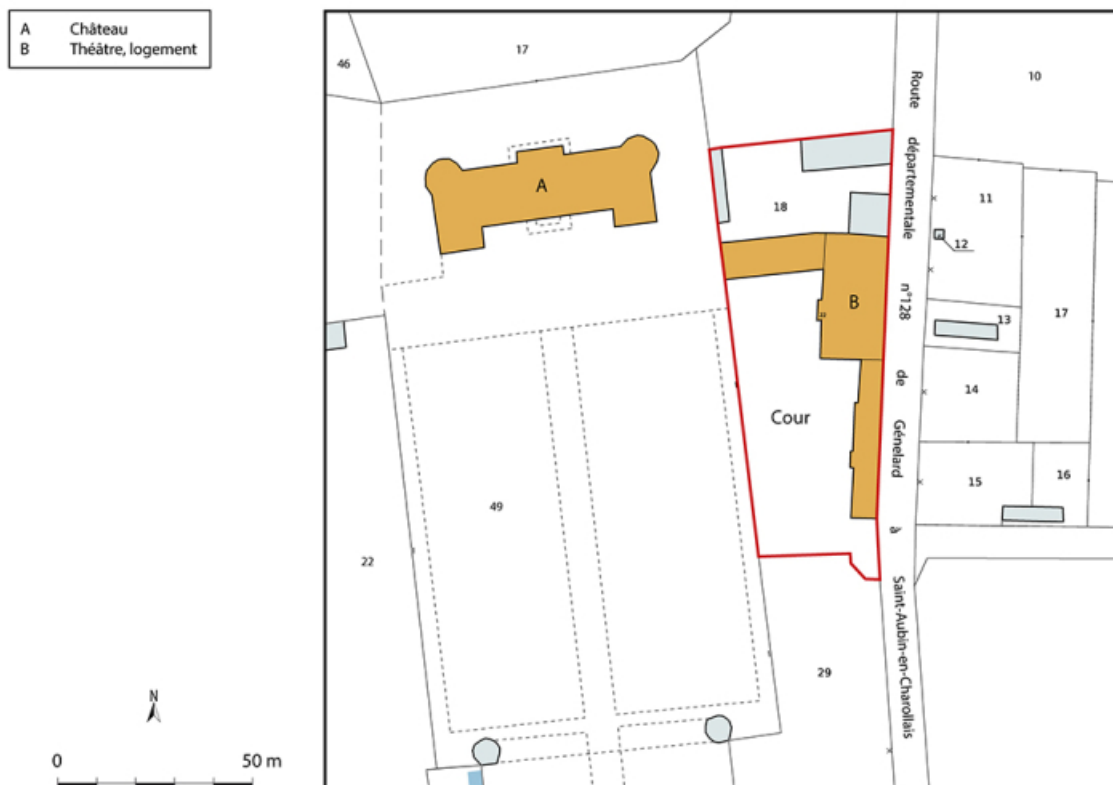 A Château
B Théâtre, logement
46
17
10
A
18
11
12
B
13
17
14
Cour
15
16
49
22
29
Route départementale n°128 de Génelard à Saint-Aubin-en-Charollais
N
0 50 m